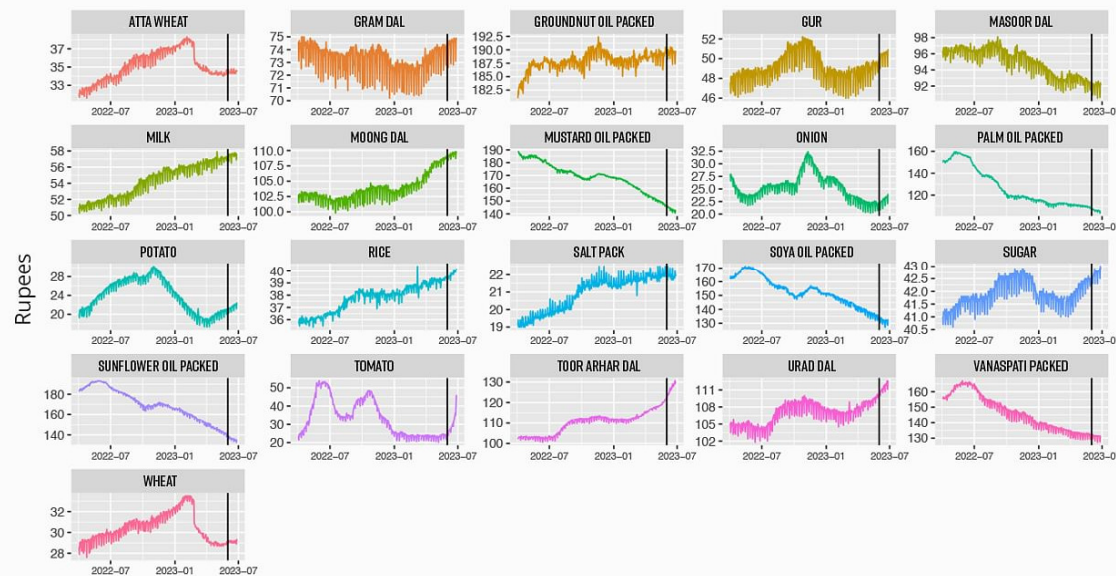 ATTA WHEAT GRAM DAL GROUNDNUT OIL PACKED GUR MASOOR DAL
37 35 33
75 74 73 72 71 70
192.5 190.0 187.5 185.0 182.5
52 50 48 46
98 96 94 92
2022-07 2023-01 2023-07 2022-07 2023-01 2023-07 2022-07 2023-01 2023-07 2022-07 2023-01 2023-07 2022-07 2023-01 2023-07
MILK MOONG DAL MUSTARD OIL PACKED ONION PALM OIL PACKED
58 56 54 52 50
110.0 107.5 105.0 102.5 100.0
190 180 170 160 150 140
32.5 30.0 27.5 25.0 22.5 20.0
160 140 120
2022-07 2023-01 2023-07 2022-07 2023-01 2023-07 2022-07 2023-01 2023-07 2022-07 2023-01 2023-07 2022-07 2023-01 2023-07
Rupees
POTATO RICE SALT PACK SOYA OIL PACKED SUGAR
28 24 20
40 39 38 37 36
22 21 20 19
170 160 150 140 130
43.0 42.5 42.0 41.5 41.0 40.5
2022-07 2023-01 2023-07 2022-07 2023-01 2023-07 2022-07 2023-01 2023-07 2022-07 2023-01 2023-07 2022-07 2023-01 2023-0
SUNFLOWER OIL PACKED TOMATO TOOR ARHAR DAL URAD DAL VANASPATI PACKED
180 160 140
50 40 30 20
130 120 110 100
111 108 105 102
160 150 140 130
2022-07 2023-01 2023-07 2022-07 2023-01 2023-07 2022-07 2023-01 2023-07 2022-07 2023-01 2023-07 2022-07 2023-01 2023-07
WHEAT
32 30 28
2022-07 2023-01 2023-07